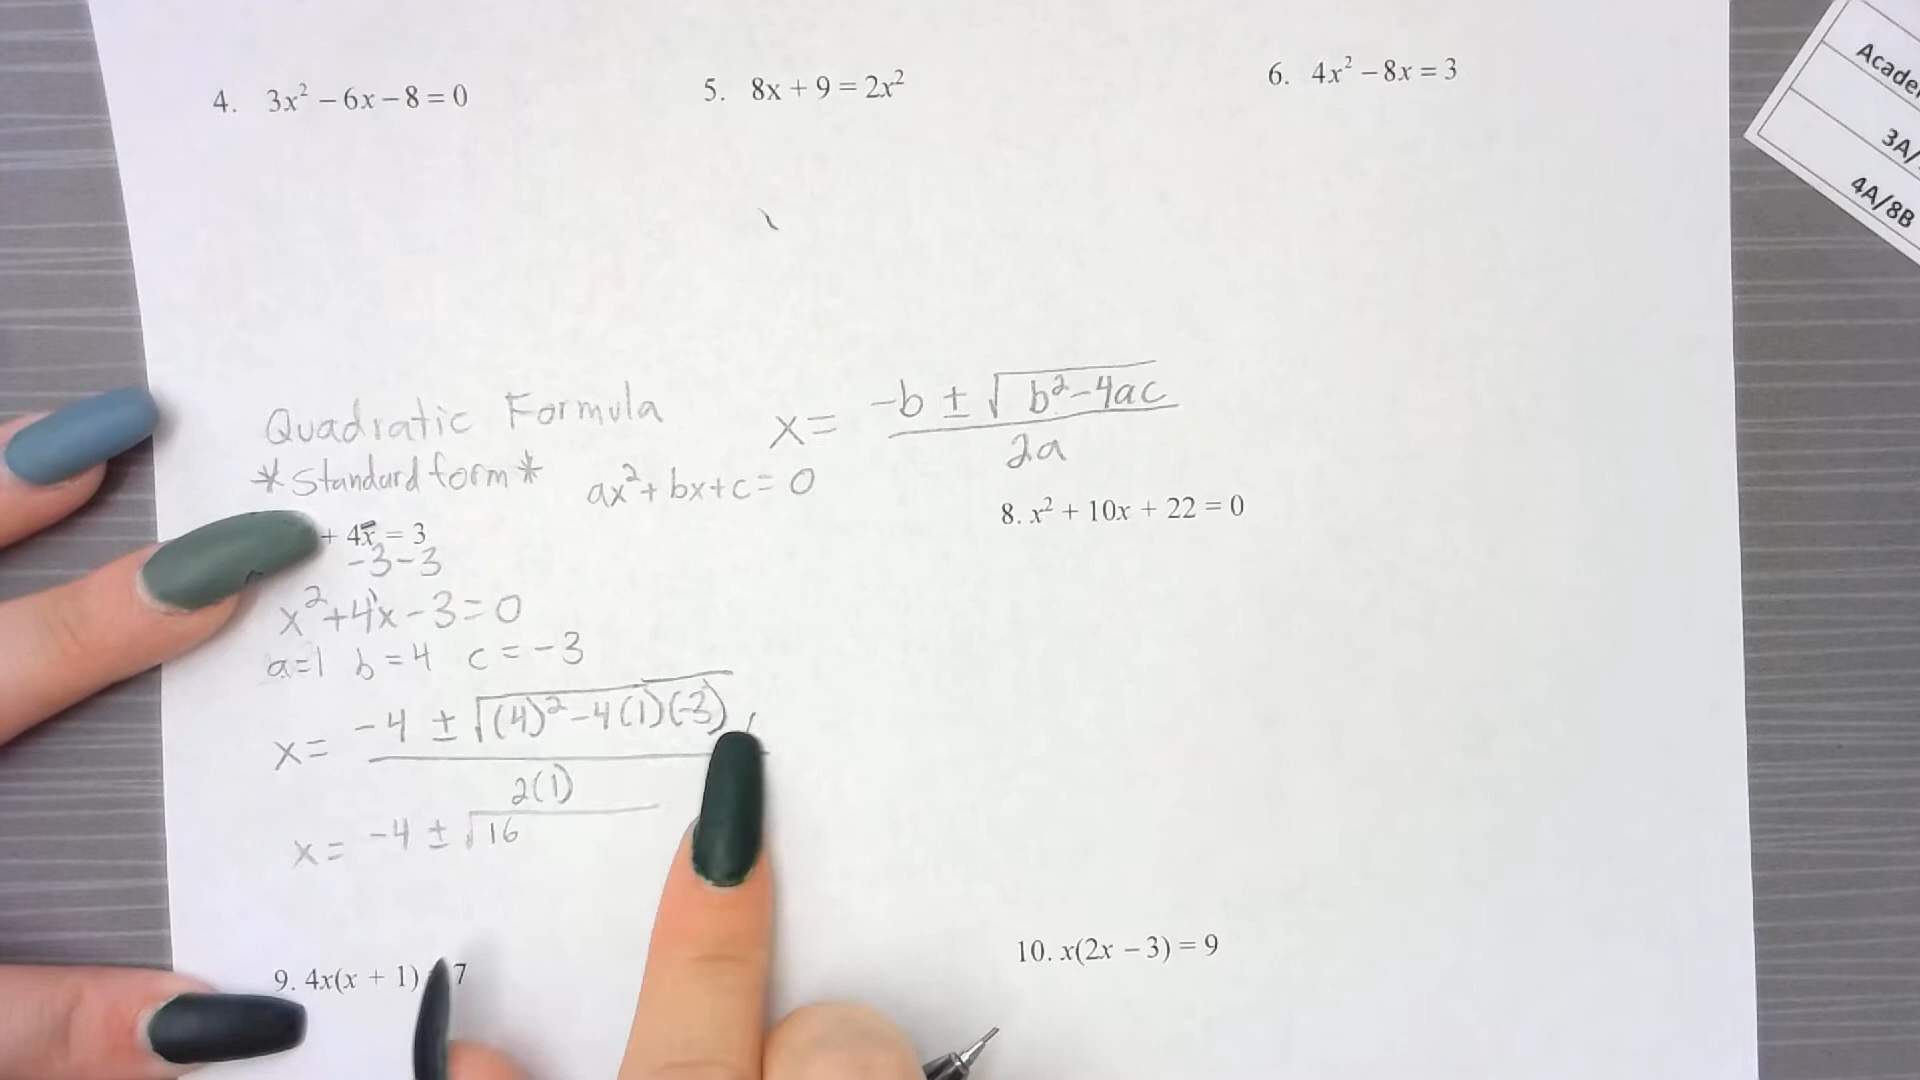 4. 3x² – 6x – 8 = 0
5. 8x + 9 = 2x²
6. 4x² – 8x = 3
Acade
3A/
4A/8B
Quadratic Formula
x = -b ± √b²-4ac / 2a
*Standard form* ax²+bx+c=0
+ 4x = 3
-3 -3
x²+4x-3=0
a=1 b=4 c=-3
x= -4 ± √(4)²-4(1)(-3) / 2(1)
x= -4 ± √16
8. x² + 10x + 22 = 0
9. 4x(x + 1) 7
10. x(2x – 3) = 9